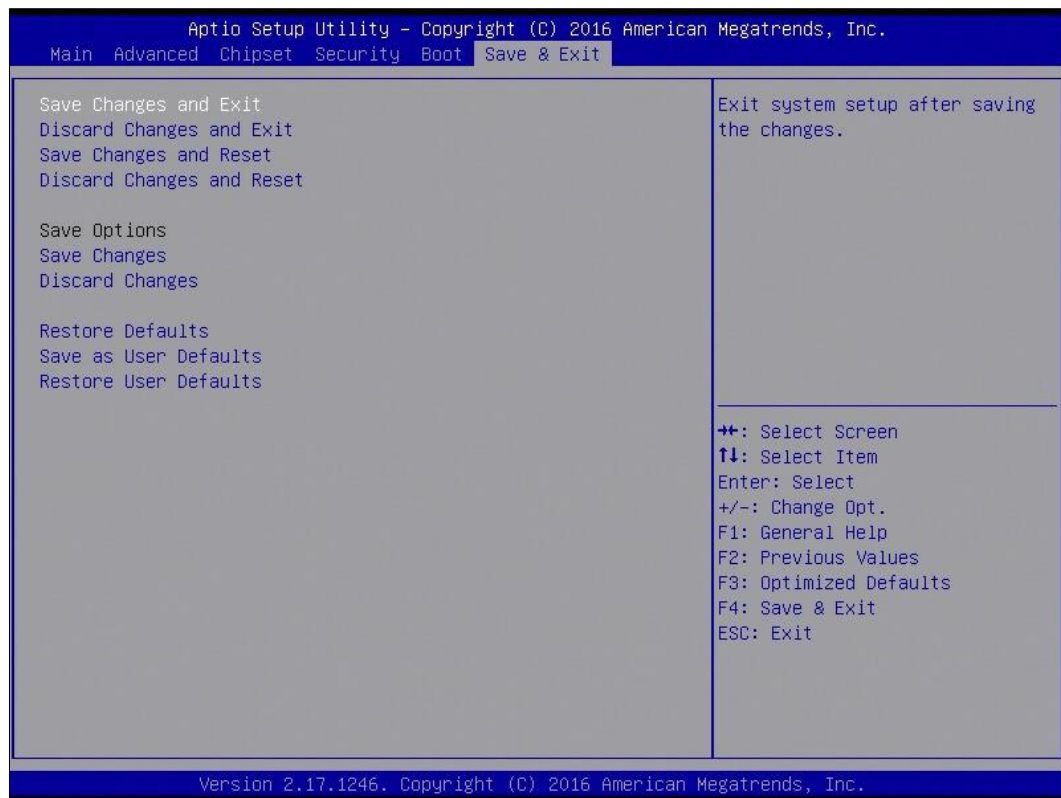 Aptio Setup Utility – Copyright (C) 2016 American Megatrends, Inc.
Main Advanced Chipset Security Boot Save & Exit
Save Changes and Exit
Discard Changes and Exit
Save Changes and Reset
Discard Changes and Reset
Save Options
Save Changes
Discard Changes
Restore Defaults
Save as User Defaults
Restore User Defaults
Exit system setup after saving
the changes.
→←: Select Screen
↑↓: Select Item
Enter: Select
+/-: Change Opt.
F1: General Help
F2: Previous Values
F3: Optimized Defaults
F4: Save & Exit
ESC: Exit
Version 2.17.1246. Copyright (C) 2016 American Megatrends, Inc.